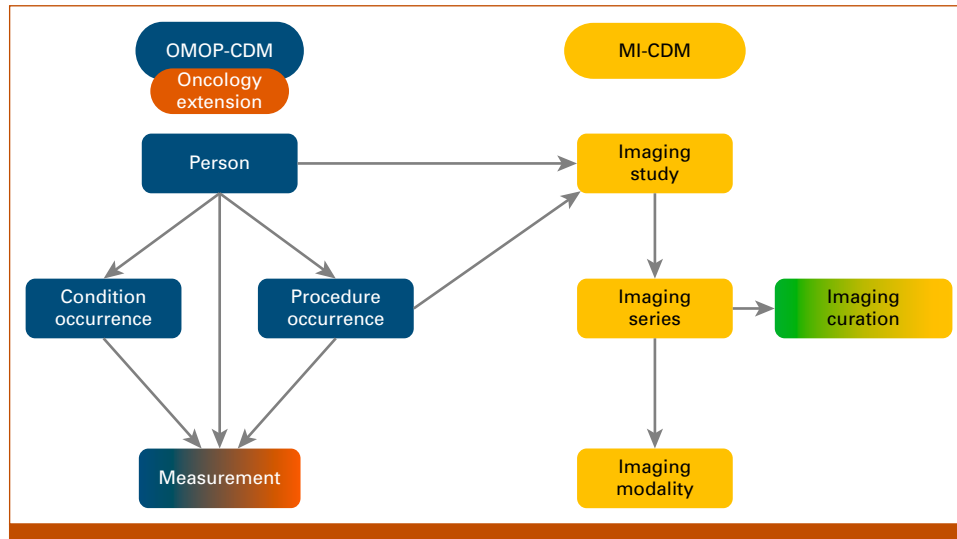 OMOP-CDM
Oncology
extension
MI-CDM
Person
Imaging
study
Condition
occurrence
Procedure
occurrence
Imaging
series
Imaging
curation
Measurement
Imaging
modality